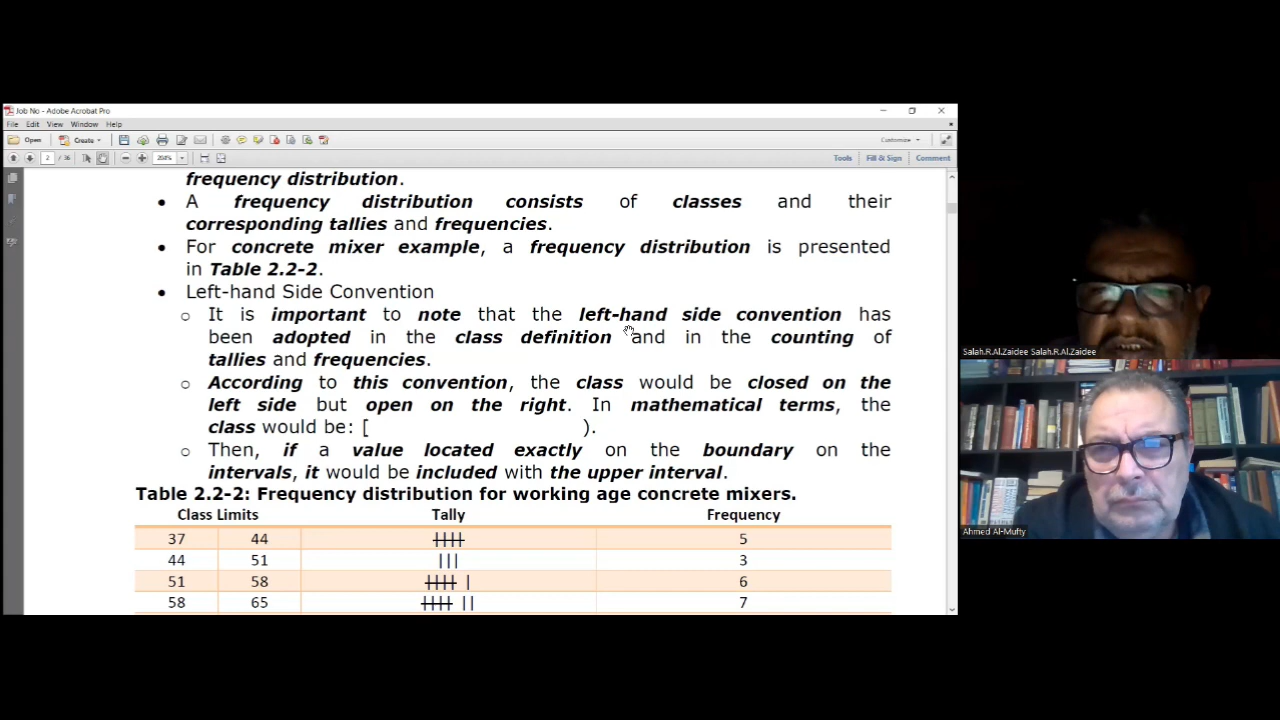 Job No - Adobe Acrobat Pro
File Edit View Window Help
Open Create Customize
2 / 36 204% Tools Fill & Sign Comment
frequency distribution.
• A frequency distribution consists of classes and their
corresponding tallies and frequencies.
• For concrete mixer example, a frequency distribution is presented
in Table 2.2-2.
• Left-hand Side Convention
o It is important to note that the left-hand side convention has
been adopted in the class definition and in the counting of
tallies and frequencies.
o According to this convention, the class would be closed on the
left side but open on the right. In mathematical terms, the
class would be: [ ).
o Then, if a value located exactly on the boundary on the
intervals, it would be included with the upper interval.
Table 2.2-2: Frequency distribution for working age concrete mixers.
Class Limits Tally Frequency
37 44 5
44 51 ||| 3
51 58 | 6
58 65 || 7
Salah.R.Al.Zaidee Salah.R.Al.Zaidee
Ahmed Al-Mufty